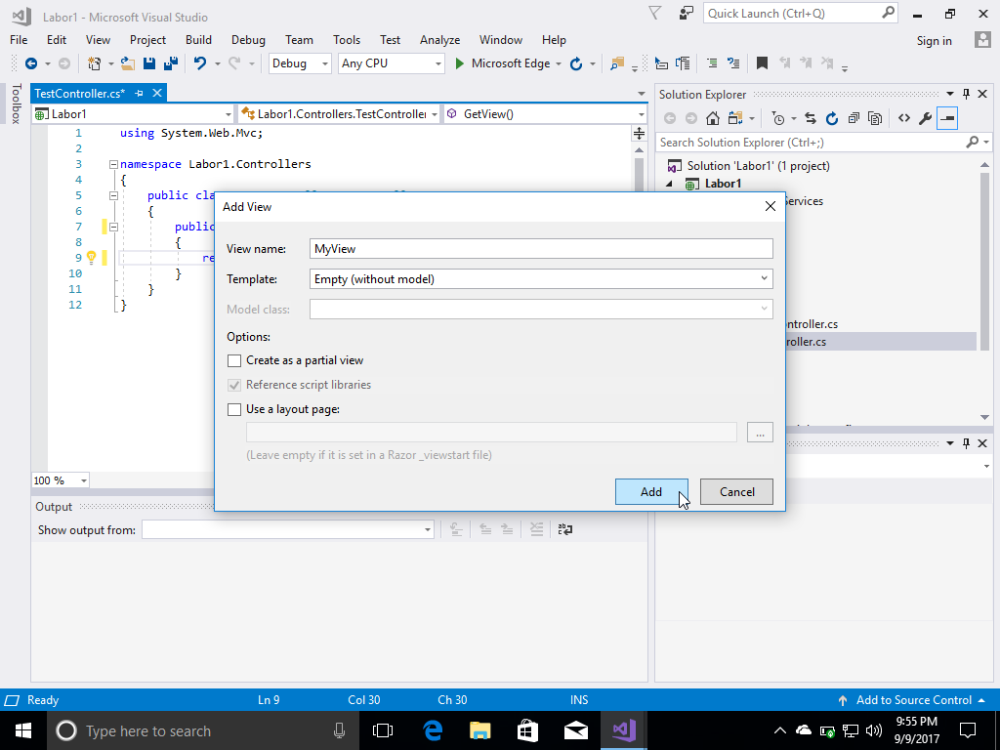 Labor1 - Microsoft Visual Studio
Quick Launch (Ctrl+Q)
File Edit View Project Build Debug Team Tools Test Analyze Window Help
Sign in
Debug Any CPU Microsoft Edge
Toolbox
TestController.cs*
Labor1 Labor1.Controllers.TestController GetView()
1 using System.Web.Mvc;
2
3 namespace Labor1.Controllers
4 {
5 public cla
6 {
7 public
8 {
9 re
10 }
11 }
12 }
100 %
Solution Explorer
Search Solution Explorer (Ctrl+;)
Solution 'Labor1' (1 project)
Labor1
Services
ntroller.cs
roller.cs
Add View
View name: MyView
Template: Empty (without model)
Model class:
Options:
Create as a partial view
Reference script libraries
Use a layout page:
...
(Leave empty if it is set in a Razor _viewstart file)
Add Cancel
Output
Show output from:
Ready Ln 9 Col 30 Ch 30 INS Add to Source Control
Type here to search
9:55 PM
9/9/2017